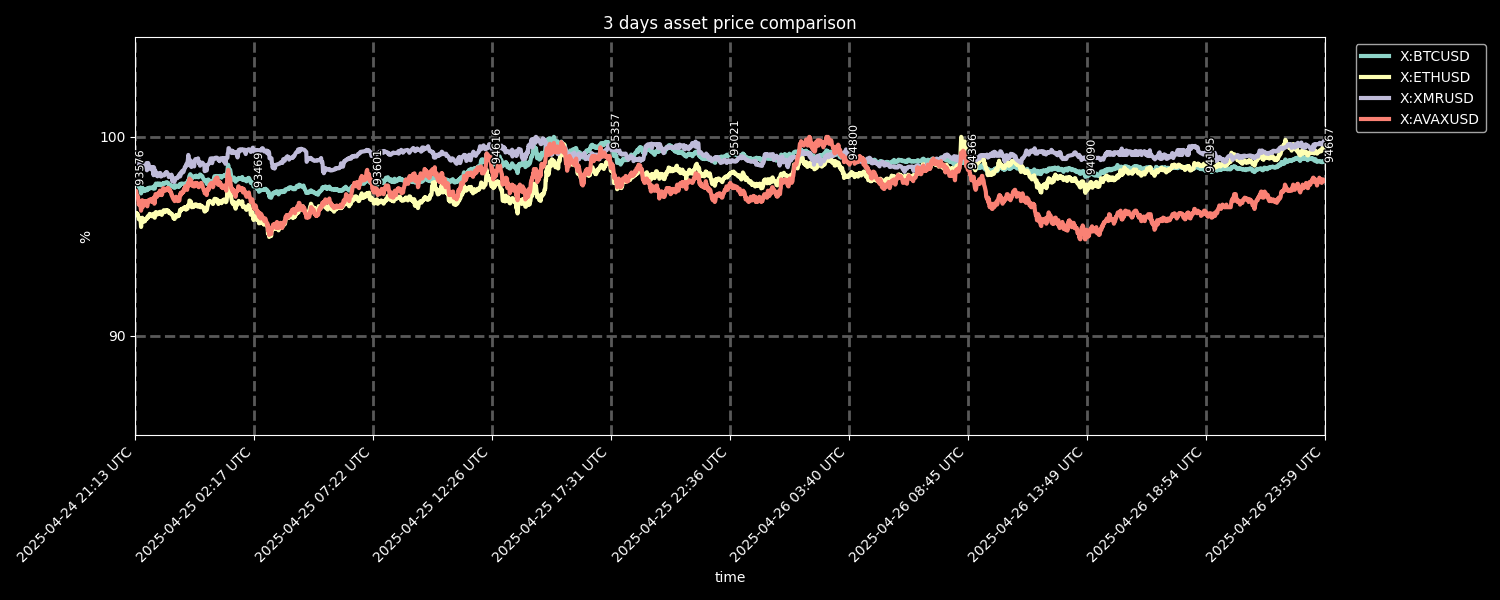 3 days asset price comparison
X:BTCUSD
X:ETHUSD
X:XMRUSD
X:AVAXUSD
%
100
90
93576
93469
93601
94616
95357
95021
94800
94366
94090
94195
94667
2025-04-24 21:13 UTC
2025-04-25 02:17 UTC
2025-04-25 07:22 UTC
2025-04-25 12:26 UTC
2025-04-25 17:31 UTC
2025-04-25 22:36 UTC
2025-04-26 03:40 UTC
2025-04-26 08:45 UTC
2025-04-26 13:49 UTC
2025-04-26 18:54 UTC
2025-04-26 23:59 UTC
time